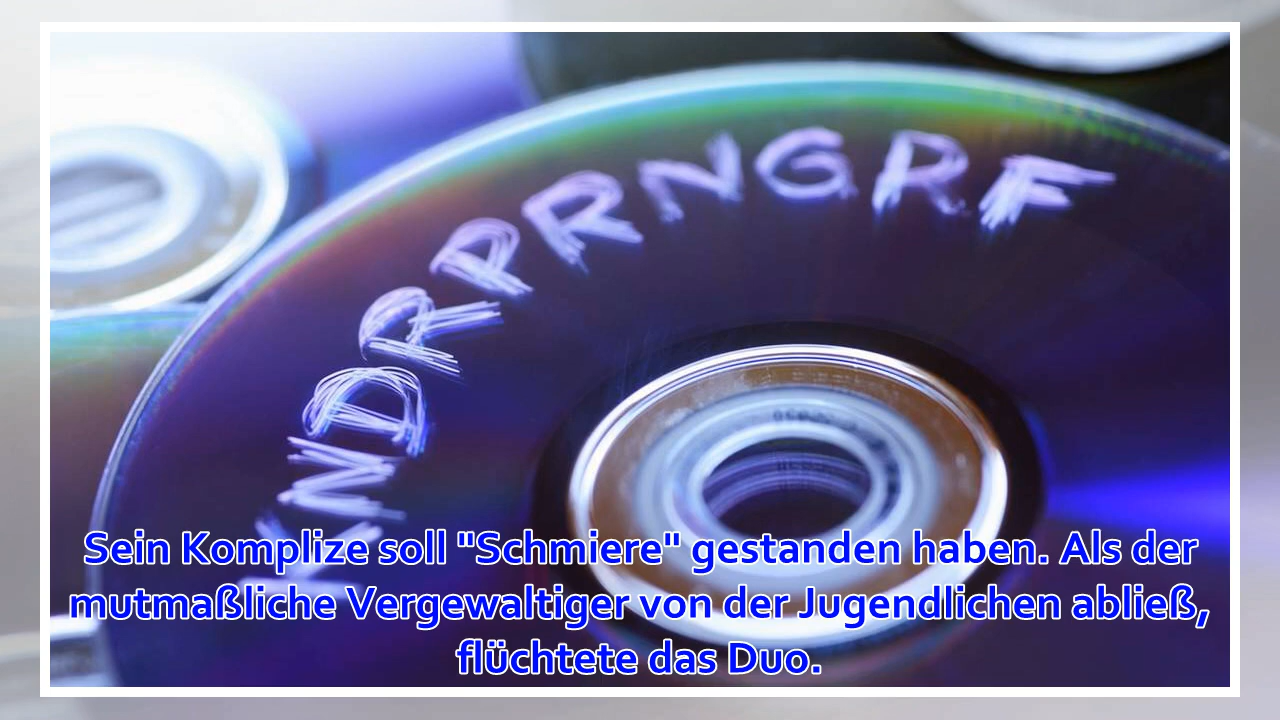 KNDRPRNGRF
Sein Komplize soll "Schmiere" gestanden haben. Als der
mutmaßliche Vergewaltiger von der Jugendlichen abließ,
flüchtete das Duo.